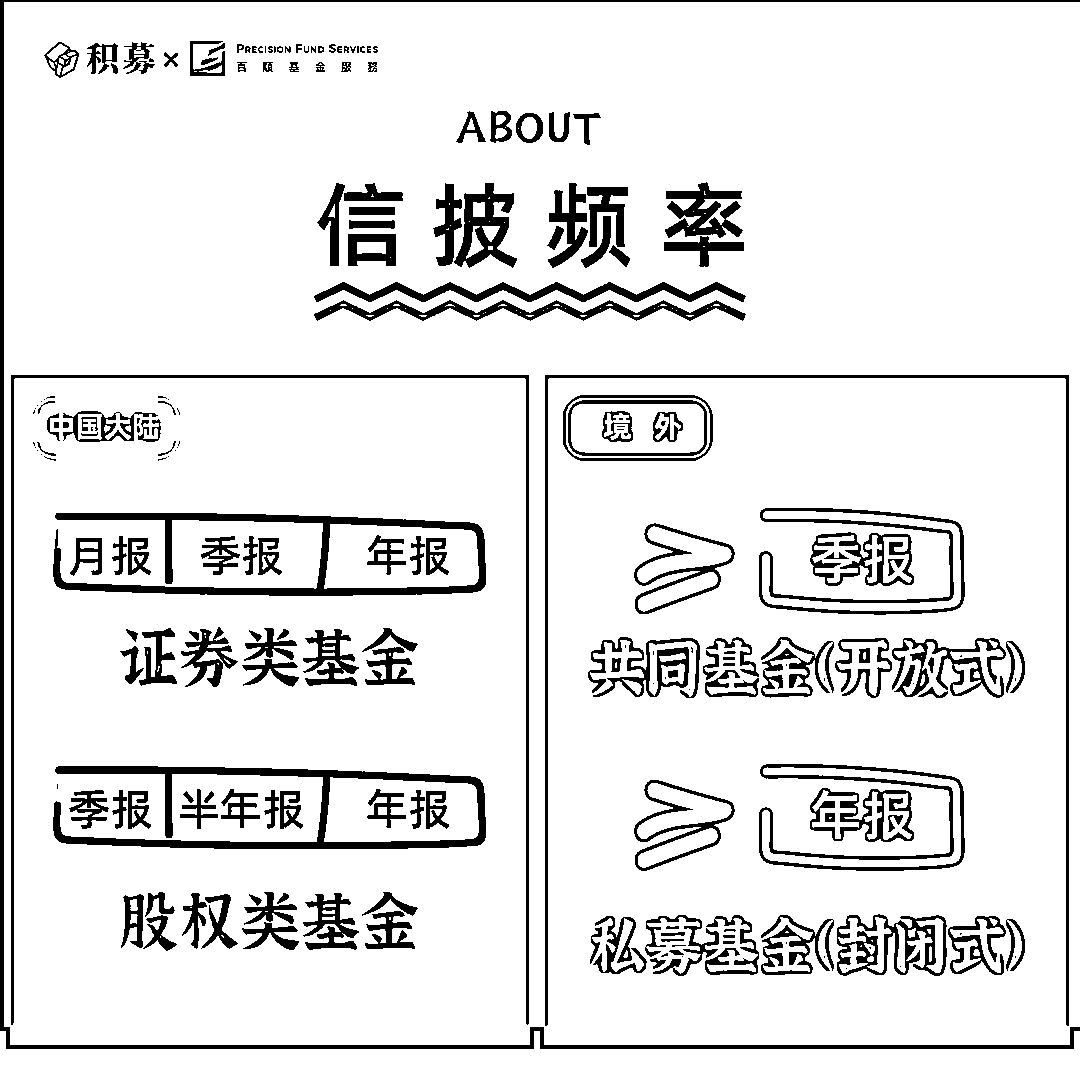 积募 × PRECISION FUND SERVICES
百順基金服務
ABOUT
信披频率
中国大陆
月报 季报 年报
证券类基金
季报 半年报 年报
股权类基金
境外
≥ 季报
共同基金(开放式)
≥ 年报
私募基金(封闭式)